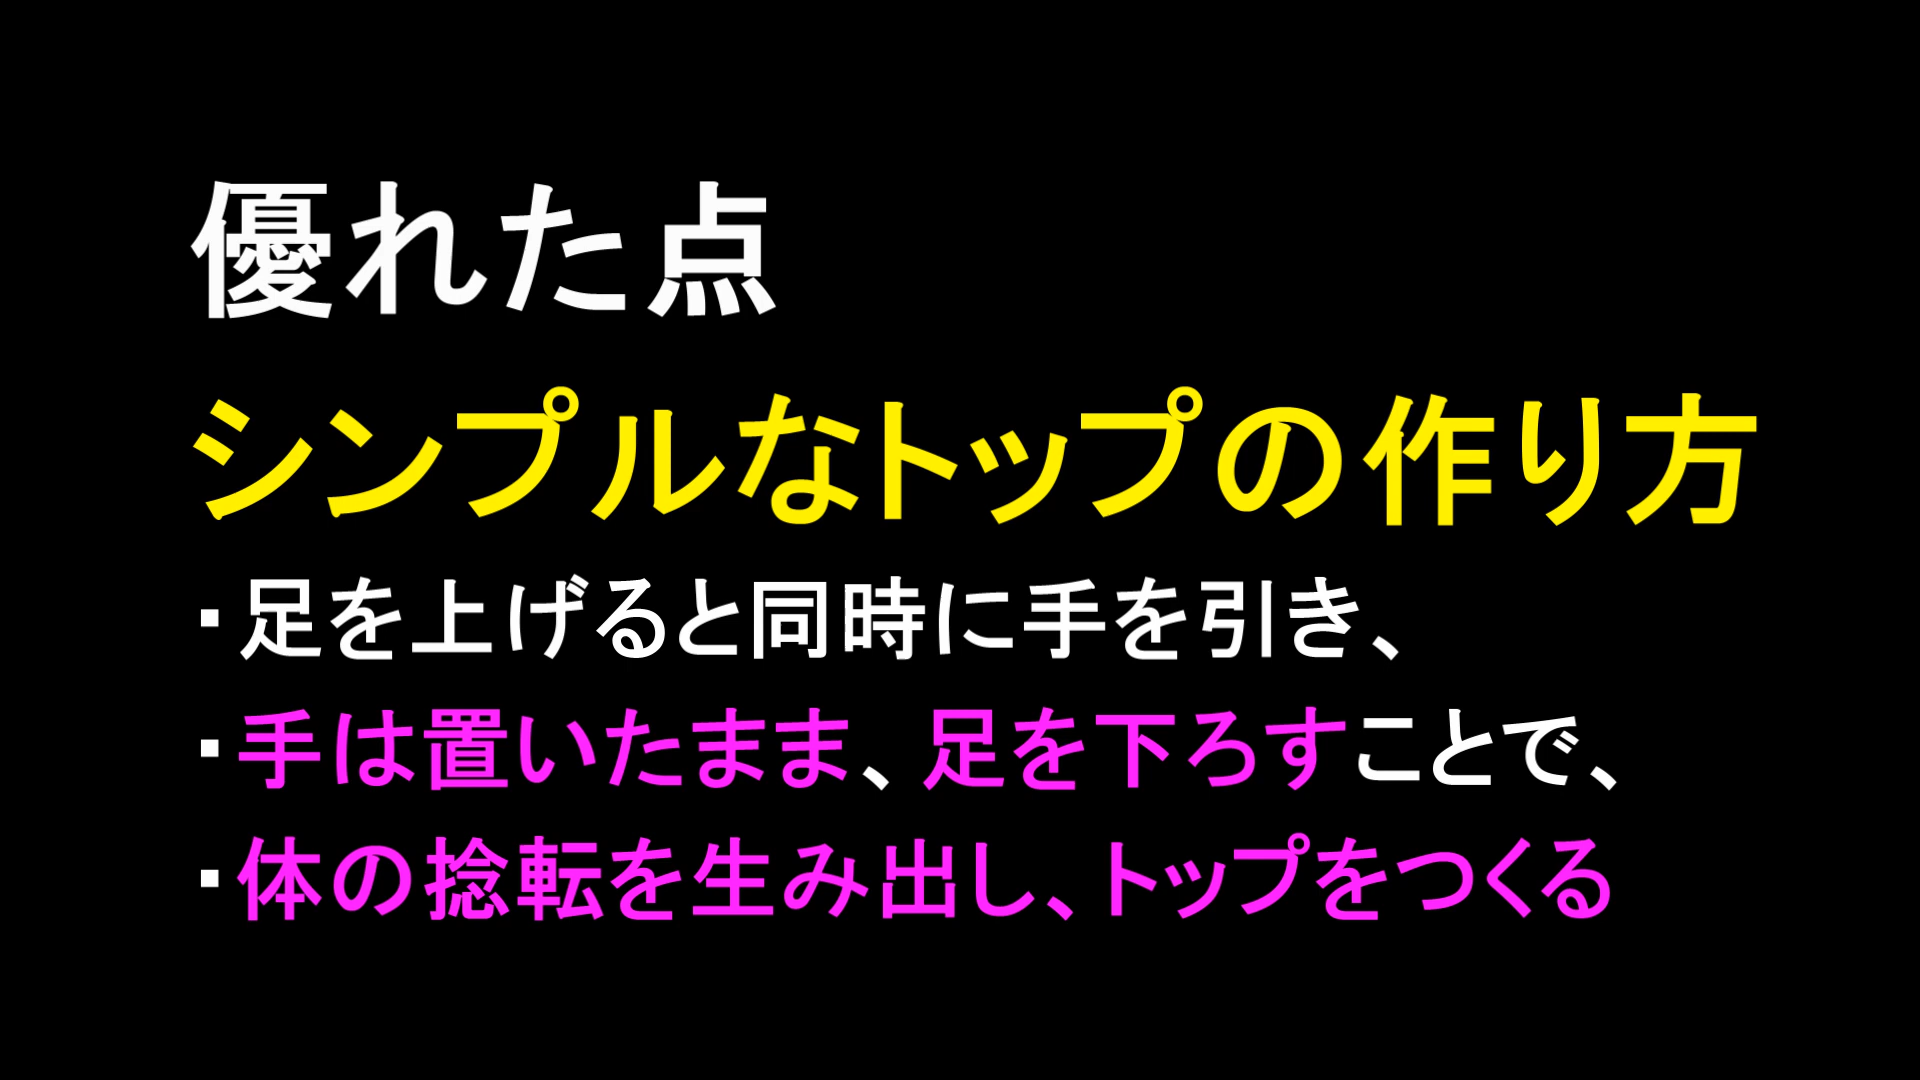 優れた点
シンプルなトップの作り方
・足を上げると同時に手を引き、
・手は置いたまま、足を下ろすことで、
・体の捻転を生み出し、トップをつくる